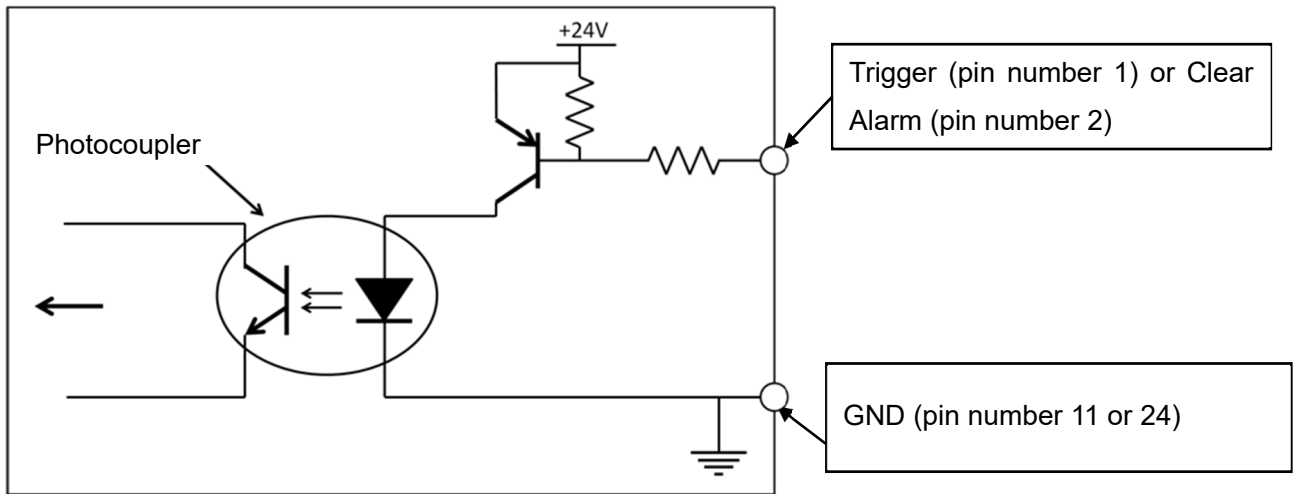 +24V
Trigger (pin number 1) or Clear
Alarm (pin number 2)
Photocoupler
GND (pin number 11 or 24)